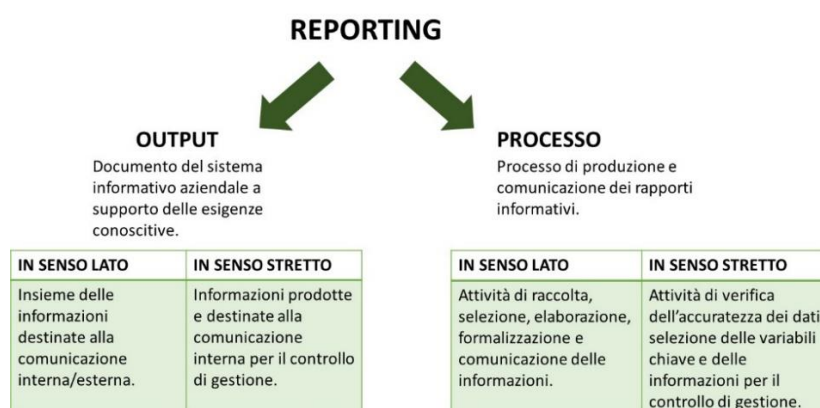 REPORTING
OUTPUT
Documento del sistema
informativo aziendale a
supporto delle esigenze
conoscitive.
PROCESSO
Processo di produzione e
comunicazione dei rapporti
informativi.
IN SENSO LATO
IN SENSO STRETTO
Insieme delle
informazioni
destinate alla
comunicazione
interna/esterna.
Informazioni prodotte
e destinate alla
comunicazione
interna per il controllo
di gestione.
IN SENSO LATO
IN SENSO STRETTO
Attività di raccolta,
selezione, elaborazione,
formalizzazione e
comunicazione delle
informazioni.
Attività di verifica
dell'accuratezza dei dati
selezione delle variabili
chiave e delle
informazioni per il
controllo di gestione.